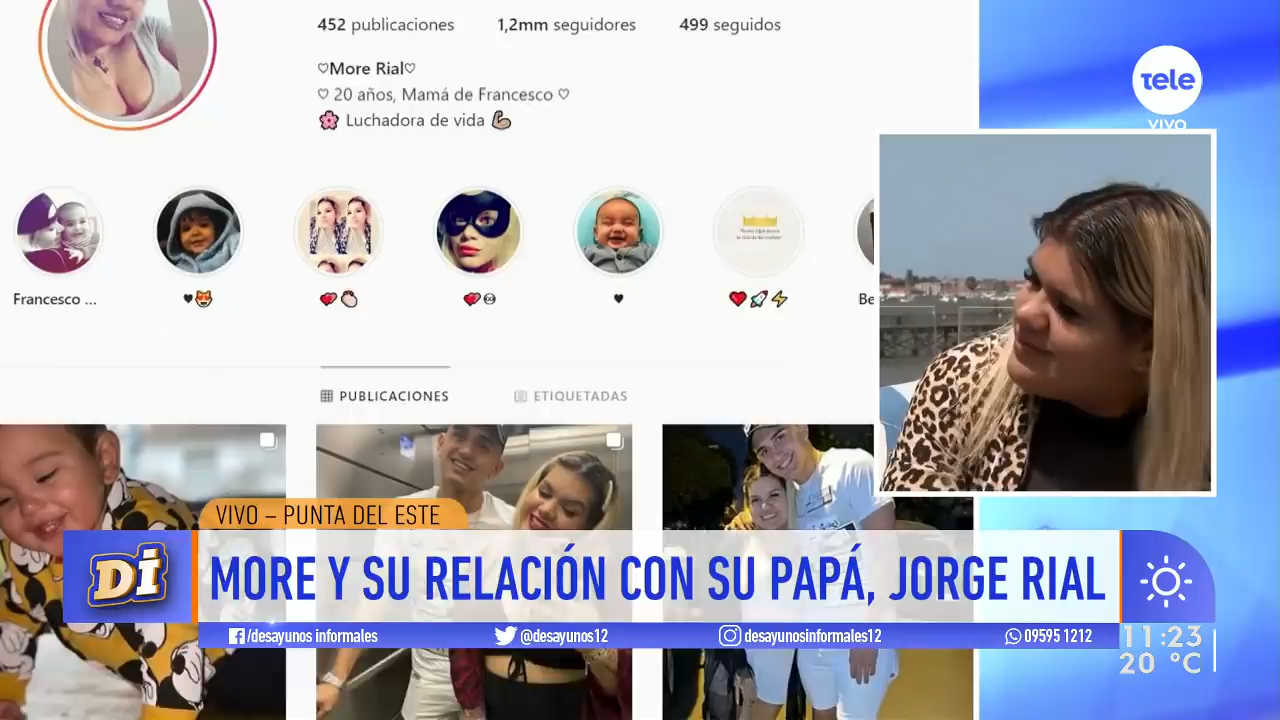 452 publicaciones 1,2mm seguidores 499 seguidos
♡More Rial♡
♡ 20 años, Mamá de Francesco ♡
🌸 Luchadora de vida 💪🏽
tele
VIVO
Francesco ...
Be
PUBLICACIONES ETIQUETADAS
VIVO – PUNTA DEL ESTE
Di
MORE Y SU RELACIÓN CON SU PAPÁ, JORGE RIAL
/desayunos informales @desayunos12 desayunosinformales12 09595 1212
11:23
20 °C